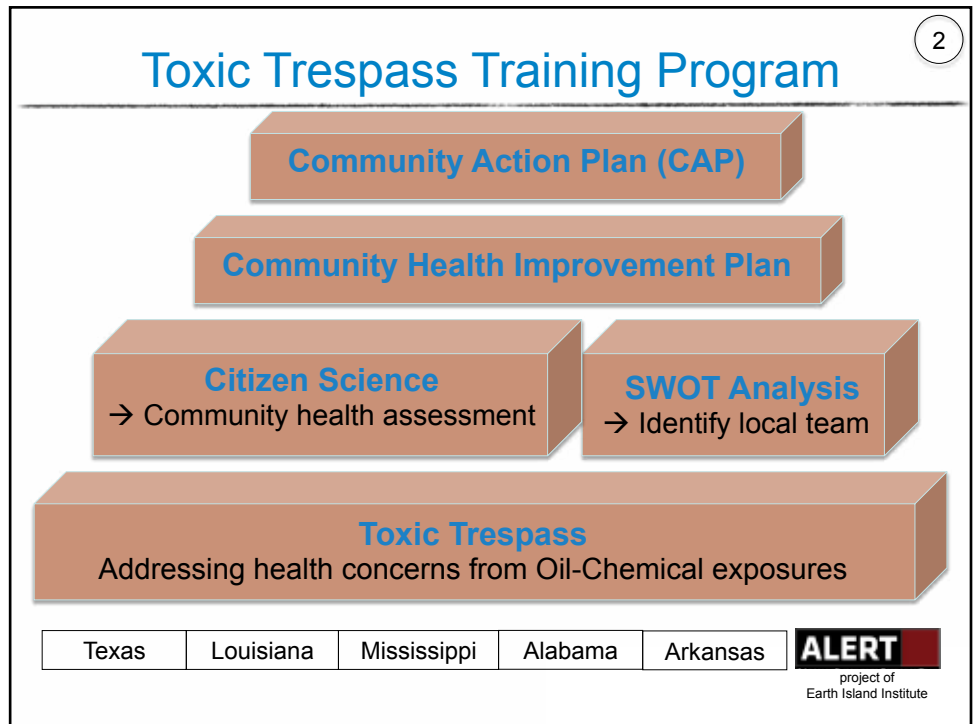 2
Toxic Trespass Training Program
Community Action Plan (CAP)
Community Health Improvement Plan
Citizen Science
→ Community health assessment
SWOT Analysis
→ Identify local team
Toxic Trespass
Addressing health concerns from Oil-Chemical exposures
Texas
Louisiana
Mississippi
Alabama
Arkansas
ALERT
project of
Earth Island Institute